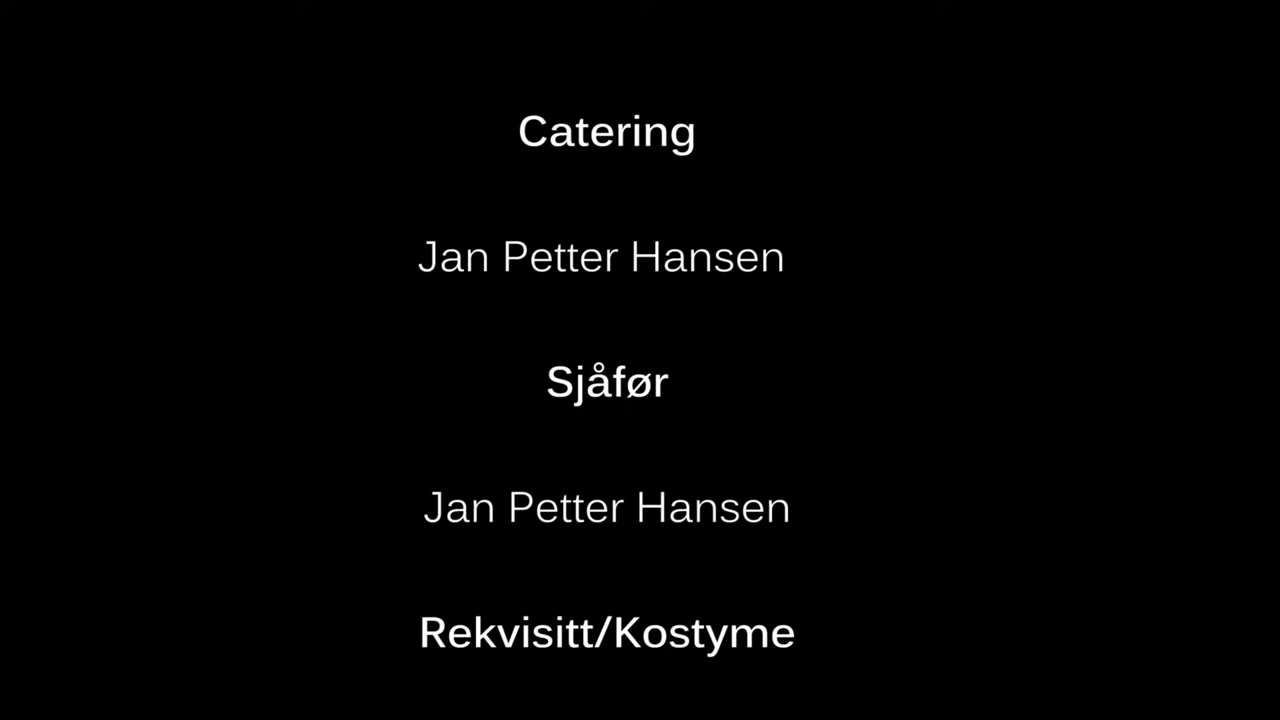 Catering
Jan Petter Hansen
Sjåfør
Jan Petter Hansen
Rekvisitt/Kostyme